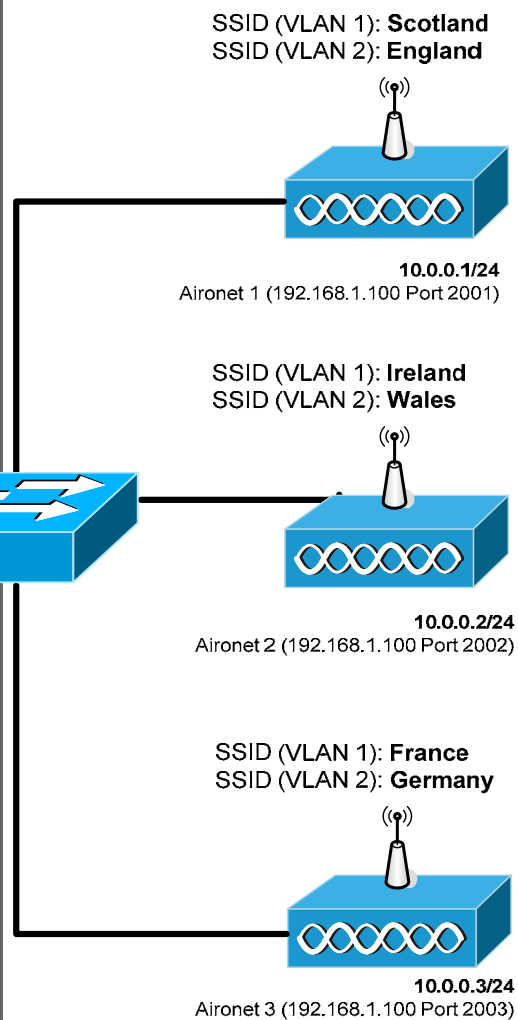 SSID (VLAN 1): Scotland
SSID (VLAN 2): England
10.0.0.1/24
Aironet 1 (192.168.1.100 Port 2001)
SSID (VLAN 1): Ireland
SSID (VLAN 2): Wales
10.0.0.2/24
Aironet 2 (192.168.1.100 Port 2002)
SSID (VLAN 1): France
SSID (VLAN 2): Germany
10.0.0.3/24
Aironet 3 (192.168.1.100 Port 2003)